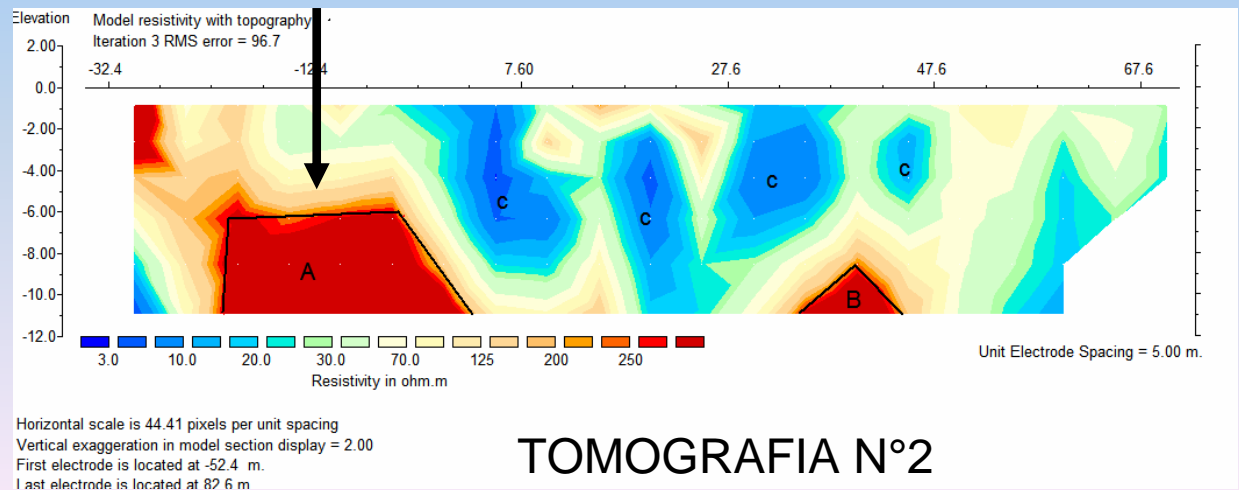 Elevation
Model resistivity with topography
Iteration 3 RMS error = 96.7
2.00
-32.4 -12.4 7.60 27.6 47.6 67.6
0.0
-2.00
-4.00
c c
c c
-6.00
-8.00
A
B
-10.0
-12.0
3.0 10.0 20.0 30.0 70.0 125 200 250
Resistivity in ohm.m
Unit Electrode Spacing = 5.00 m.
Horizontal scale is 44.41 pixels per unit spacing
Vertical exaggeration in model section display = 2.00
First electrode is located at -52.4 m.
Last electrode is located at 82.6 m
TOMOGRAFIA N°2